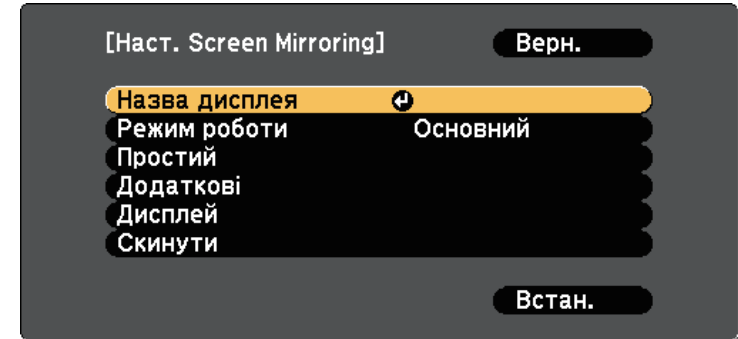 [Наст. Screen Mirroring] Верн.
Назва дисплея
Режим роботи Основний
Простий
Додаткові
Дисплей
Скинути
Встан.